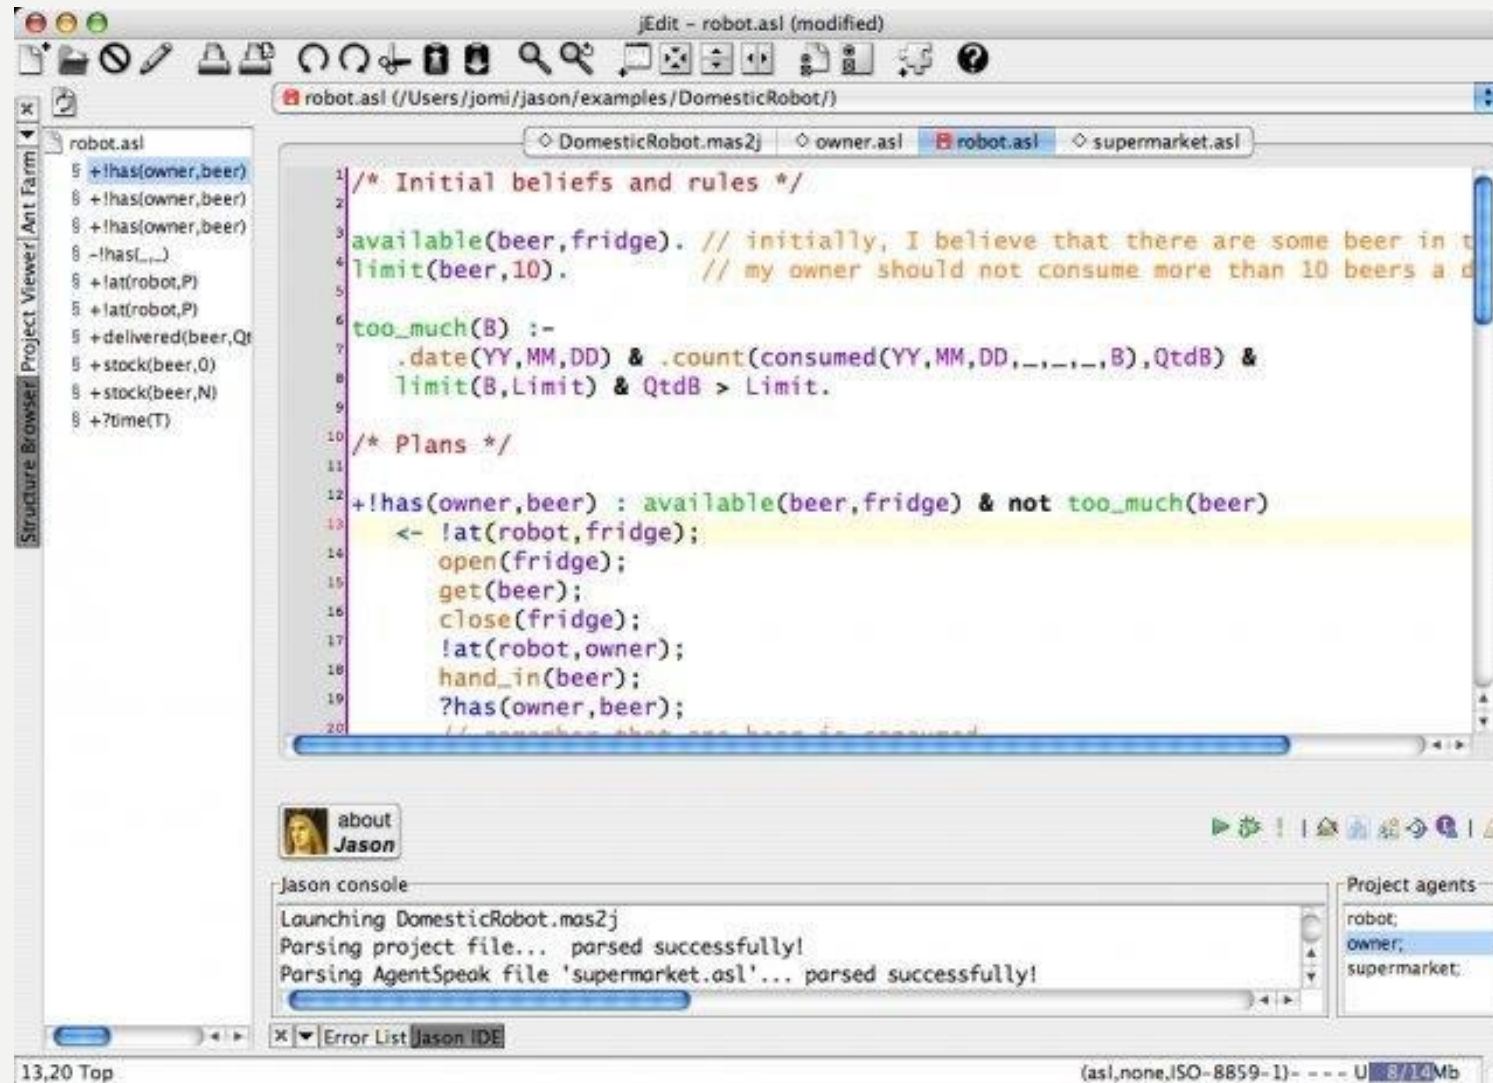 jEdit - robot.asl (modified)
robot.asl (/Users/jomi/jason/examples/DomesticRobot/)
DomesticRobot.mas2j owner.asl robot.asl supermarket.asl
Structure Browser Project Viewer Ant Farm
robot.asl
+!has(owner,beer)
+!has(owner,beer)
+!has(owner,beer)
-!has(_,_)
+!at(robot,P)
+!at(robot,P)
+delivered(beer,Qt
+stock(beer,0)
+stock(beer,N)
+?time(T)
1 /* Initial beliefs and rules */
2
3 available(beer,fridge). // initially, I believe that there are some beer in t
4 limit(beer,10). // my owner should not consume more than 10 beers a d
5
6 too_much(B) :-
7 .date(YY,MM,DD) & .count(consumed(YY,MM,DD,_,_,_,B),QtdB) &
8 limit(B,Limit) & QtdB > Limit.
9
10 /* Plans */
11
12 +!has(owner,beer) : available(beer,fridge) & not too_much(beer)
13 <- !at(robot,fridge);
14 open(fridge);
15 get(beer);
16 close(fridge);
17 !at(robot,owner);
18 hand_in(beer);
19 ?has(owner,beer);
20 // remember that one beer is consumed
about
Jason
Jason console
Launching DomesticRobot.mas2j
Parsing project file... parsed successfully!
Parsing AgentSpeak file 'supermarket.asl'... parsed successfully!
Project agents
robot;
owner;
supermarket;
Error List Jason IDE
13,20 Top
(asl,none,ISO-8859-1)- - - - U 8/14Mb